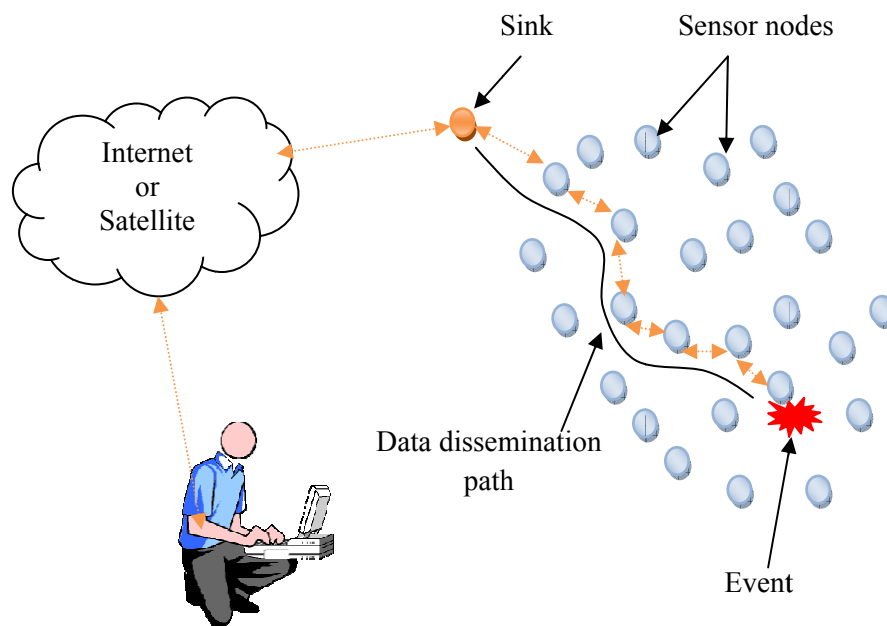 Sink
Sensor nodes
Internet
or
Satellite
Data dissemination
path
Event